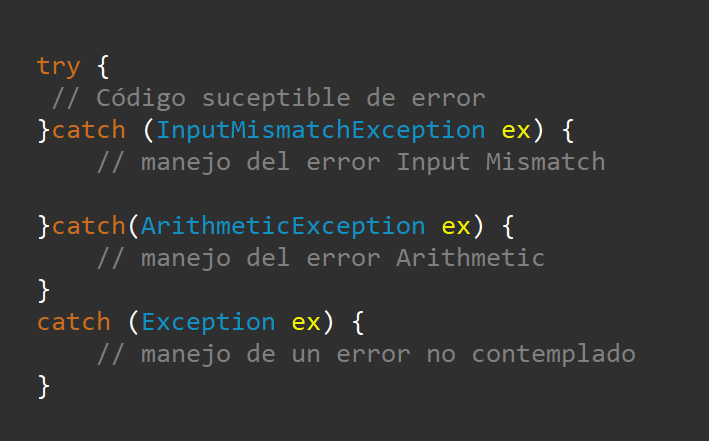 try {
// Código suceptible de error
}catch (InputMismatchException ex) {
// manejo del error Input Mismatch
}catch(ArithmeticException ex) {
// manejo del error Arithmetic
}
catch (Exception ex) {
// manejo de un error no contemplado
}